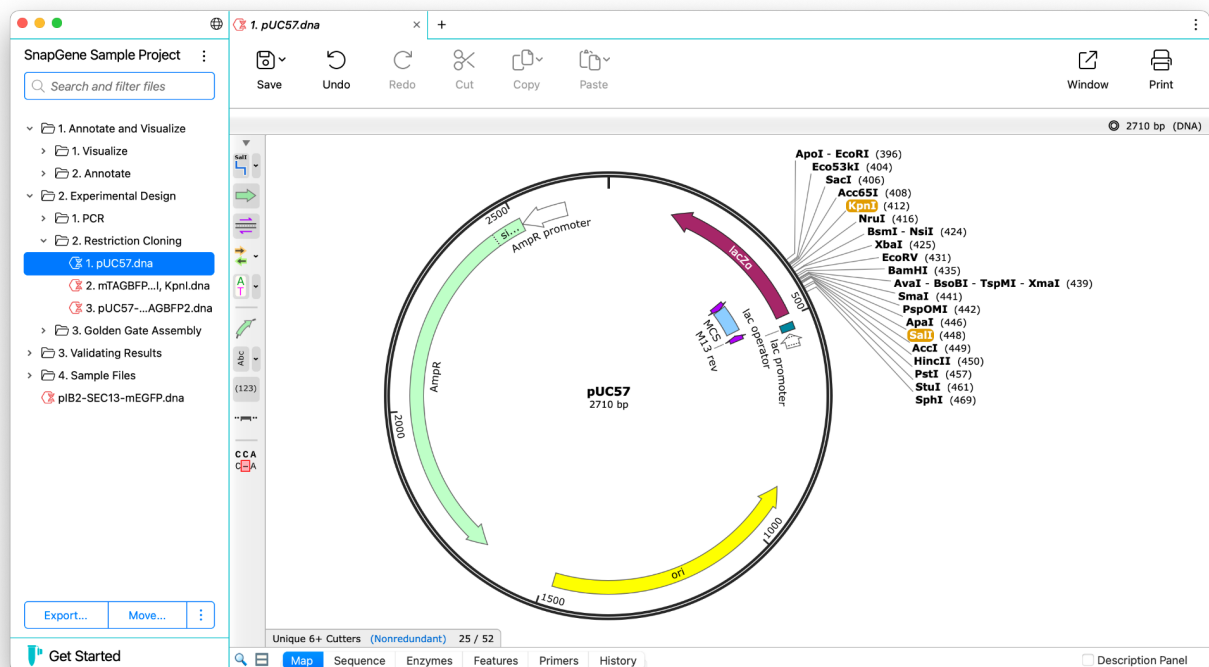 1. pUC57.dna
SnapGene Sample Project
Search and filter files
Save
Undo
Redo
Cut
Copy
Paste
Window
Print
2710 bp (DNA)
1. Annotate and Visualize
1. Visualize
2. Annotate
2. Experimental Design
1. PCR
2. Restriction Cloning
1. pUC57.dna
2. mTAGBFP...I, KpnI.dna
3. pUC57-...AGBFP2.dna
3. Golden Gate Assembly
3. Validating Results
4. Sample Files
pIB2-SEC13-mEGFP.dna
Export...
Move...
Get Started
SalI
A
T
Abc
(123)
CCA
C-A
ApoI - EcoRI (396)
Eco53kI (404)
SacI (406)
Acc65I (408)
KpnI (412)
NruI (416)
BsmI - NsiI (424)
XbaI (425)
EcoRV (431)
BamHI (435)
AvaI - BsoBI - TspMI - XmaI (439)
SmaI (441)
PspOMI (442)
ApaI (446)
SalI (448)
AccI (449)
HincII (450)
PstI (457)
StuI (461)
SphI (469)
2500
si...
AmpR promoter
lacZα
500
MCS
M13 rev
lac operator
lac promoter
AmpR
2000
pUC57
2710 bp
1000
ori
1500
Unique 6+ Cutters (Nonredundant) 25 / 52
Map
Sequence
Enzymes
Features
Primers
History
Description Panel